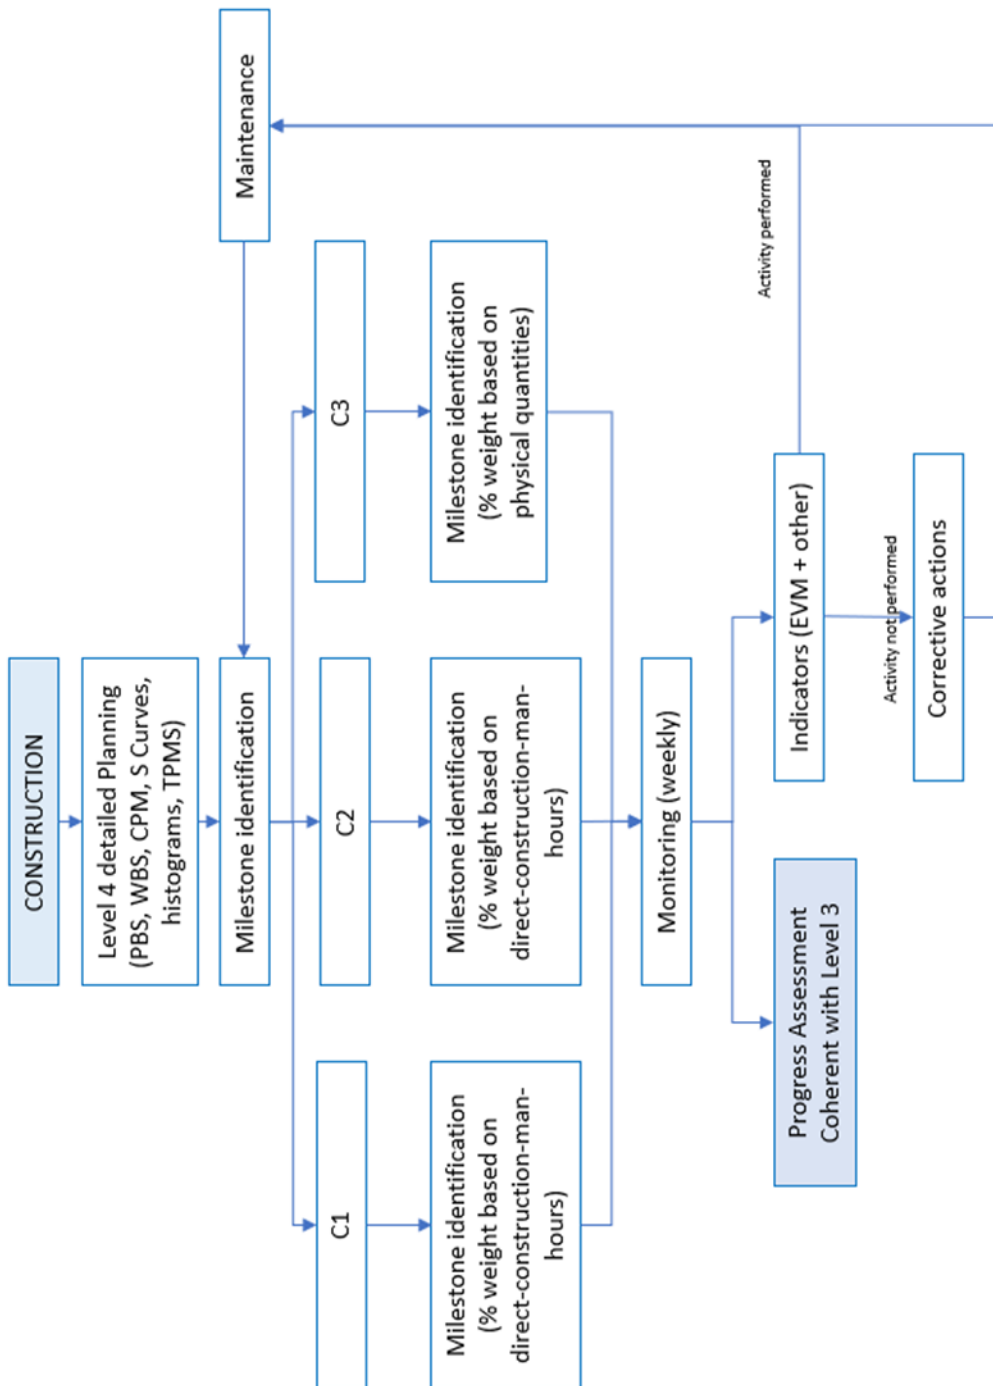 CONSTRUCTION
Level 4 detailed Planning
(PBS, WBS, CPM, S Curves,
histograms, TPMS)
Milestone identification
Maintenance
C1
C2
C3
Milestone identification
(% weight based on
direct-construction-man-
hours)
Milestone identification
(% weight based on
direct-construction-man-
hours)
Milestone identification
(% weight based on
physical quantities)
Monitoring (weekly)
Progress Assessment
Coherent with Level 3
Indicators (EVM + other)
Activity performed
Activity not performed
Corrective actions